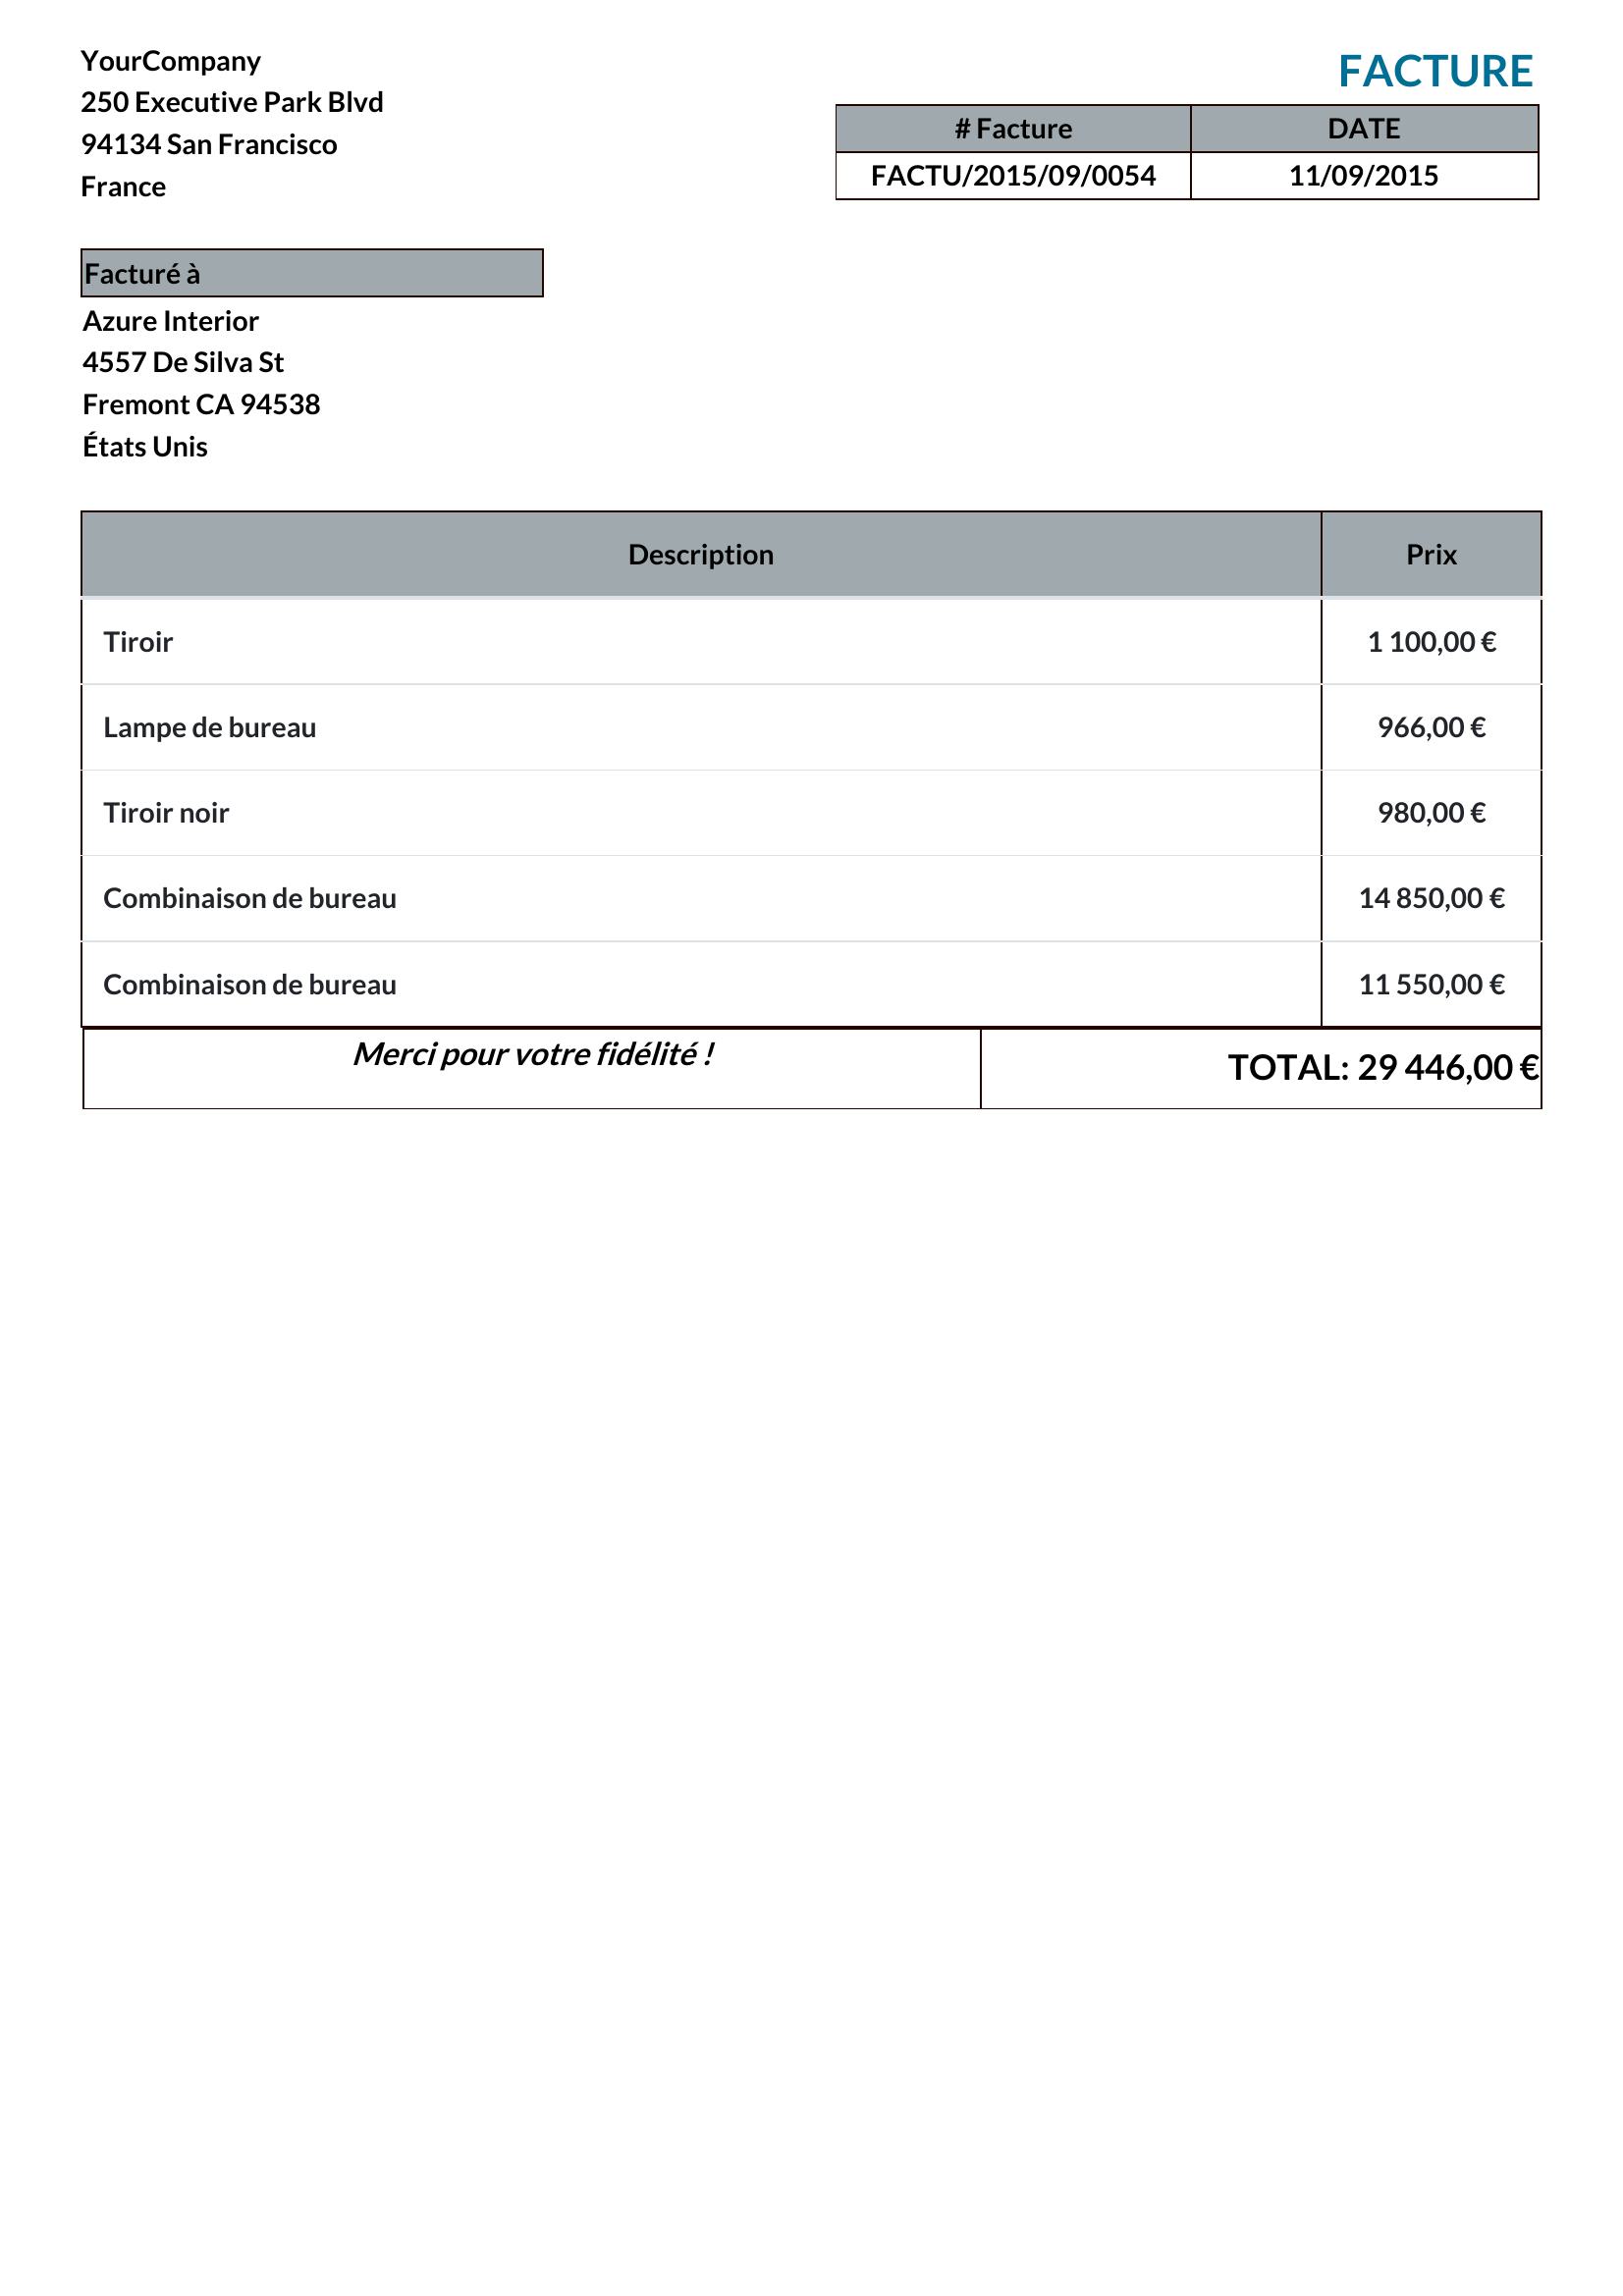 YourCompany
250 Executive Park Blvd
94134 San Francisco
France
FACTURE
# Facture DATE
FACTU/2015/09/0054 11/09/2015
Facturé à
Azure Interior
4557 De Silva St
Fremont CA 94538
États Unis
Description Prix
Tiroir 1 100,00 €
Lampe de bureau 966,00 €
Tiroir noir 980,00 €
Combinaison de bureau 14 850,00 €
Combinaison de bureau 11 550,00 €
Merci pour votre fidélité !
TOTAL: 29 446,00 €